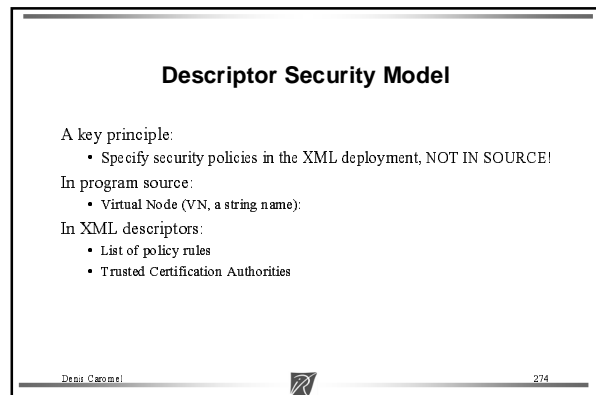 Descriptor Security Model
A key principle:
• Specify security policies in the XML deployment, NOT IN SOURCE!
In program source:
• Virtual Node (VN, a string name):
In XML descriptors:
• List of policy rules
• Trusted Certification Authorities
Denis Caromel
274